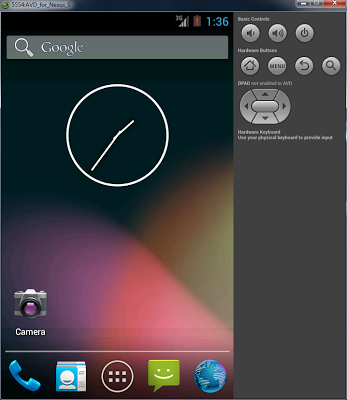 5554:AVD_for_Nexus_S
3G
1:36
Google
Camera
Basic Controls
Hardware Buttons
MENU
DPAD not enabled in AVD
Hardware Keyboard
Use your physical keyboard to provide input